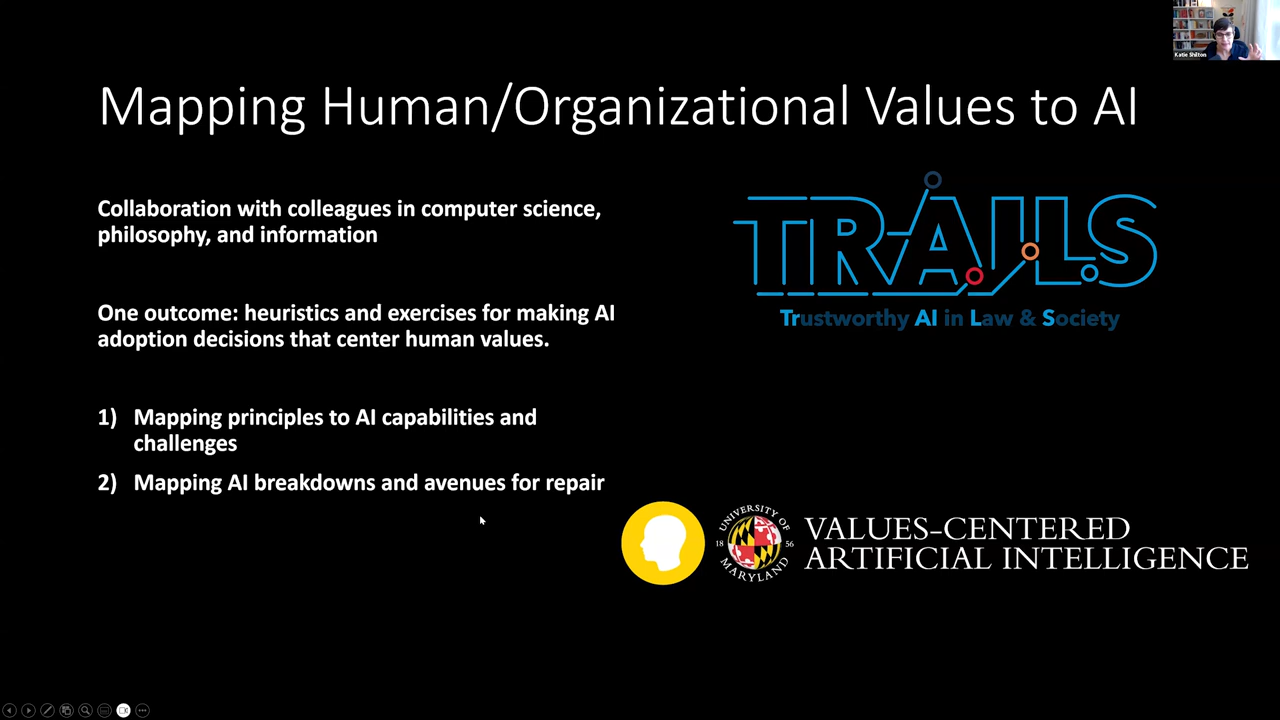 Katie Shilton
Mapping Human/Organizational Values to AI
Collaboration with colleagues in computer science,
philosophy, and information
One outcome: heuristics and exercises for making AI
adoption decisions that center human values.
1) Mapping principles to AI capabilities and
challenges
2) Mapping AI breakdowns and avenues for repair
TRAILS
Trustworthy AI in Law & Society
UNIVERSITY OF
18 56
MARYLAND
VALUES-CENTERED
ARTIFICIAL INTELLIGENCE